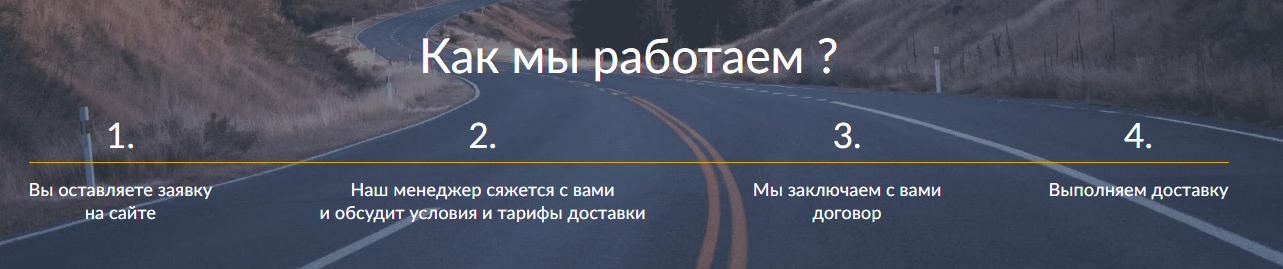 Как мы работаем ?
1.
2.
3.
4.
Вы оставляете заявку
на сайте
Наш менеджер сяжется с вами
и обсудит условия и тарифы доставки
Мы заключаем с вами
договор
Выполняем доставку